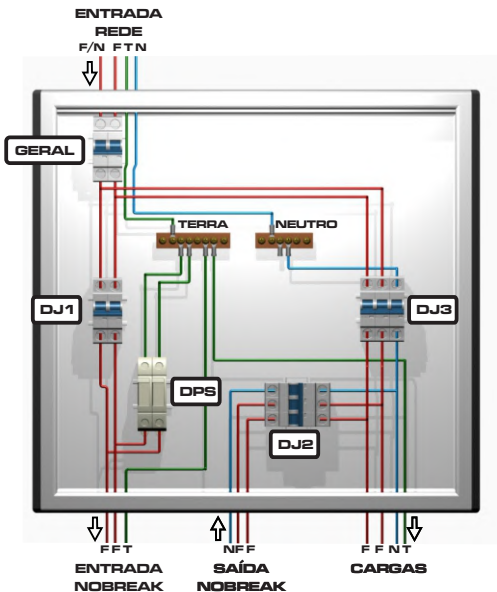 ENTRADA
REDE
F/N F T N
GERAL
TERRA
NEUTRO
DJ1
DJ3
DPS
DJ2
F F T
N F F
F F N T
ENTRADA
NOBREAK
SAÍDA
NOBREAK
CARGAS